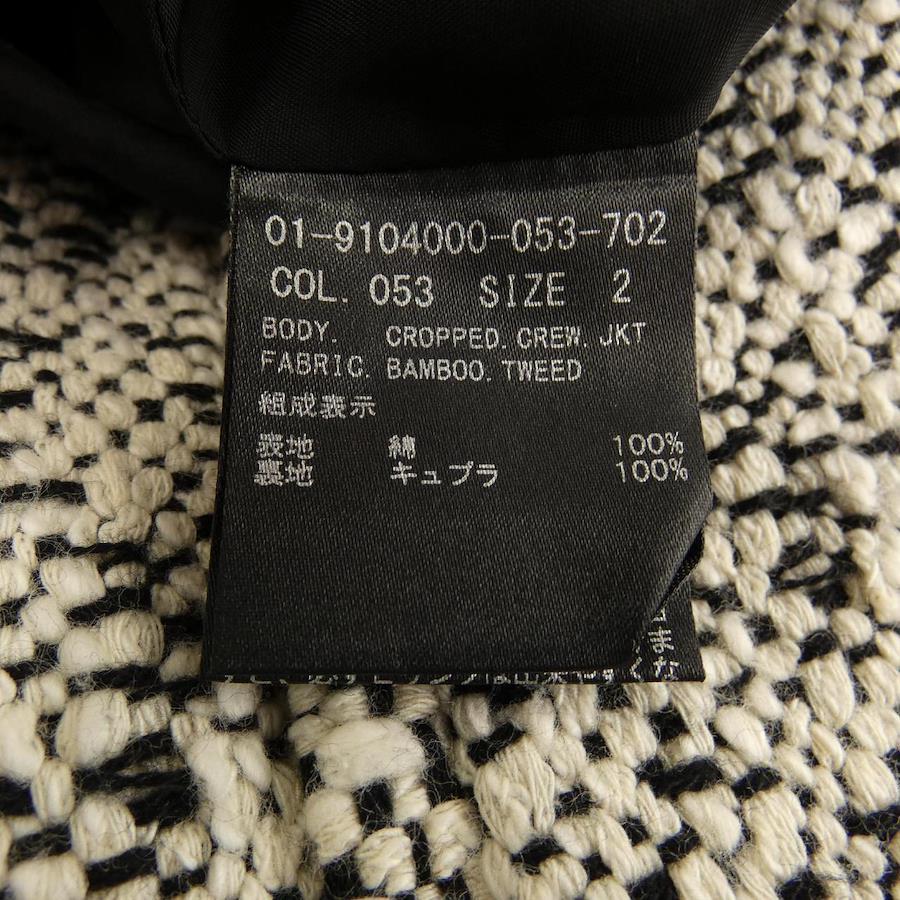 01-9104000-053-702
COL. 053 SIZE 2
BODY. CROPPED. CREW. JKT
FABRIC. BAMBOO. TWEED
組成表示
表地 綿 100%
裏地 キュプラ 100%